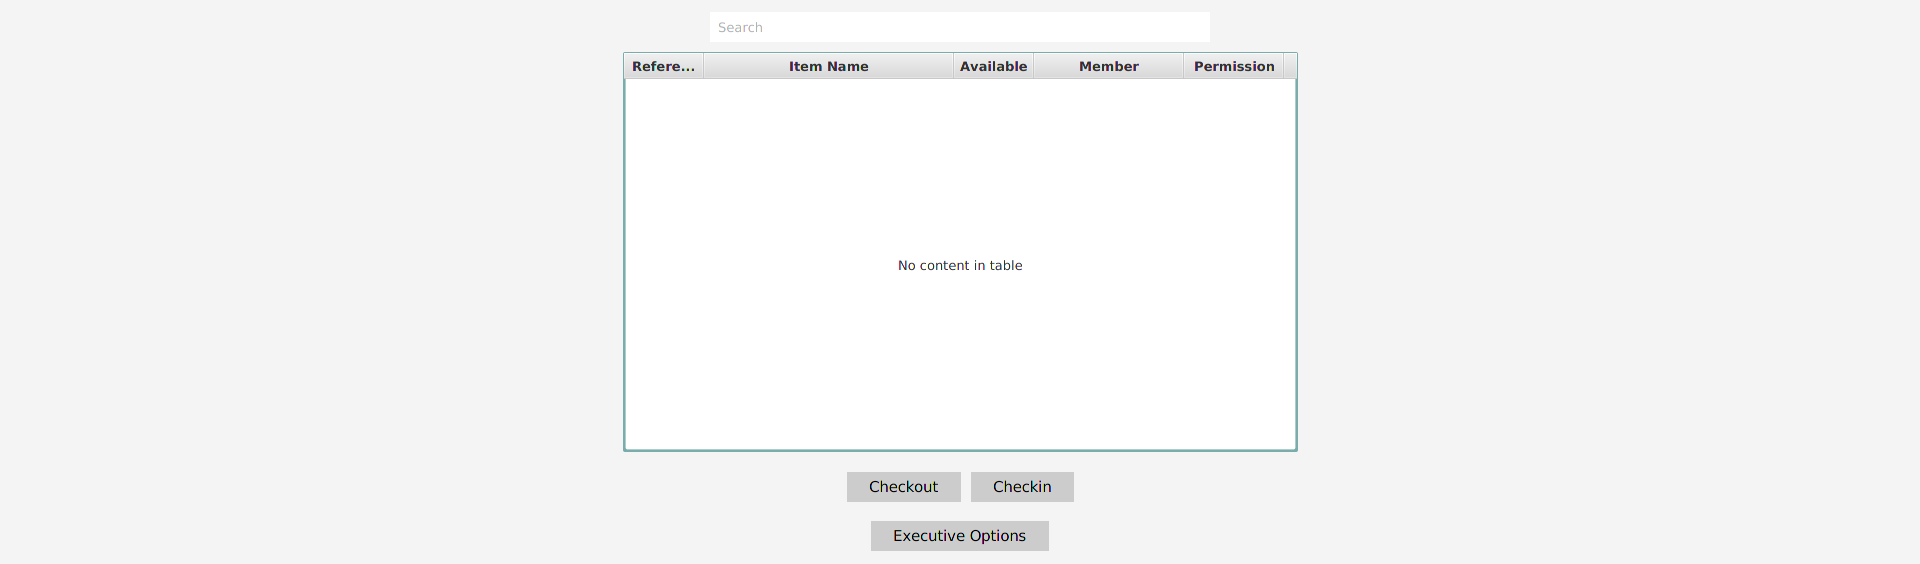 Search
Refere... Item Name Available Member Permission
No content in table
Checkout Checkin
Executive Options